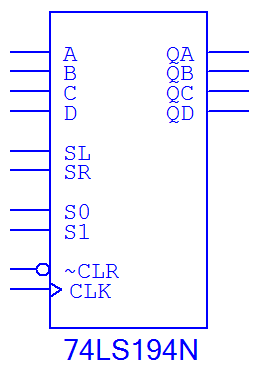 A QA
B QB
C QC
D QD
SL
SR
S0
S1
~CLR
CLK
74LS194N